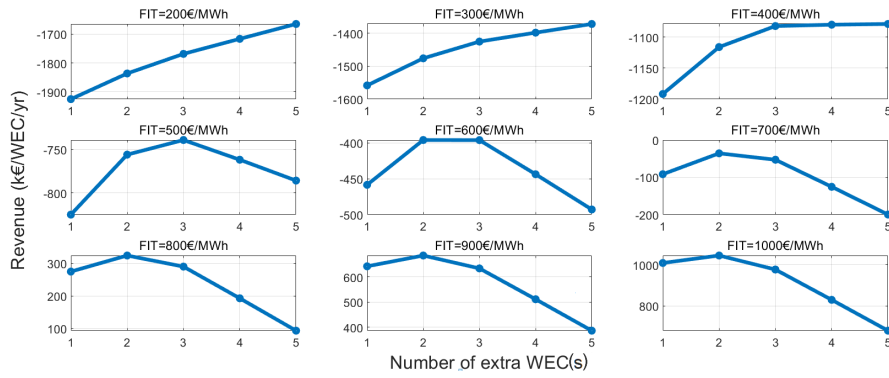 FIT=200€/MWh
FIT=300€/MWh
FIT=400€/MWh
-1700
-1800
-1900
1 2 3 4 5
-1400
-1500
-1600
1 2 3 4 5
-1100
-1150
-1200
1 2 3 4 5
Revenue (k€/WEC/yr)
FIT=500€/MWh
FIT=600€/MWh
FIT=700€/MWh
-750
-800
1 2 3 4 5
-400
-450
-500
1 2 3 4 5
0
-100
-200
1 2 3 4 5
FIT=800€/MWh
FIT=900€/MWh
FIT=1000€/MWh
300
200
100
1 2 3 4 5
600
500
400
1 2 3 4 5
1000
800
1 2 3 4 5
Number of extra WEC(s)